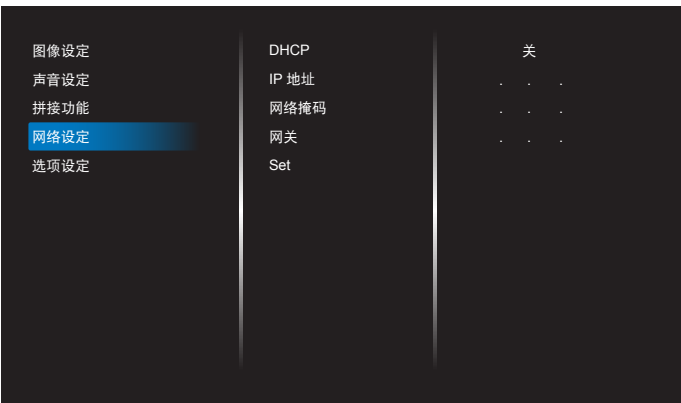 图像设定
声音设定
拼接功能
网络设定
选项设定
DHCP 关
IP 地址 . . .
网络掩码 . . .
网关 . . .
Set